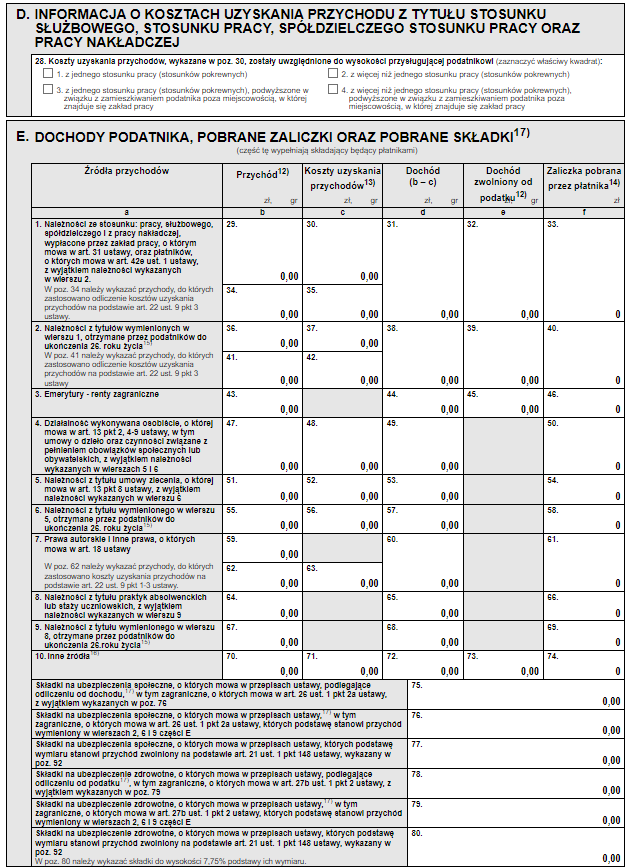 D. INFORMACJA O KOSZTACH UZYSKANIA PRZYCHODU Z TYTUŁU STOSUNKU
SŁUŻBOWEGO, STOSUNKU PRACY, SPÓŁDZIELCZEGO STOSUNKU PRACY ORAZ
PRACY NAKŁADCZEJ
28. Koszty uzyskania przychodów, wykazane w poz. 30, zostały uwzględnione do wysokości przysługującej podatnikowi (zaznaczyć właściwy kwadrat):
1. z jednego stosunku pracy (stosunków pokrewnych)
2. z więcej niż jednego stosunku pracy (stosunków pokrewnych)
3. z jednego stosunku pracy (stosunków pokrewnych), podwyższone w
związku z zamieszkiwaniem podatnika poza miejscowością, w której
znajduje się zakład pracy
4. z więcej niż jednego stosunku pracy (stosunków pokrewnych),
podwyższone w związku z zamieszkiwaniem podatnika poza
miejscowością, w której znajduje się zakład pracy
E. DOCHODY PODATNIKA, POBRANE ZALICZKI ORAZ POBRANE SKŁADKI17)
(część tę wypełniają składający będący płatnikami)
Źródła przychodów
Przychód12)
zł, gr
Koszty uzyskania
przychodów13)
zł, gr
Dochód
(b – c)
zł, gr
Dochód
zwolniony od
podatku12)
zł, gr
Zaliczka pobrana
przez płatnika14)
zł
a b c d e f
1. Należności ze stosunku: pracy, służbowego,
spółdzielczego i z pracy nakładczej,
wypłacone przez zakład pracy, o którym
mowa w art. 31 ustawy, oraz płatników,
o których mowa w art. 42e ust. 1 ustawy,
z wyjątkiem należności wykazanych
w wierszu 2.
W poz. 34 należy wykazać przychody, do których
zastosowano odliczenie kosztów uzyskania
przychodów na podstawie art. 22 ust. 9 pkt 3
ustawy.
29. 30. 31. 32. 33.
0,00 0,00
34. 35.
0,00 0,00 0,00 0,00 0
2. Należności z tytułów wymienionych w
wierszu 1, otrzymane przez podatników do
ukończenia 26. roku życia15)
W poz. 41 należy wykazać przychody, do których
zastosowano odliczenie kosztów uzyskania
przychodów na podstawie art. 22 ust. 9 pkt 3
ustawy
36. 37. 38. 39. 40.
0,00 0,00
41. 42.
0,00 0,00 0,00 0,00 0
3. Emerytury - renty zagraniczne
43. 44. 45. 46.
0,00 0,00 0,00 0
4. Działalność wykonywana osobiście, o której
mowa w art. 13 pkt 2, 4-9 ustawy, w tym
umowy o dzieło oraz czynności związane z
pełnieniem obowiązków społecznych lub
obywatelskich, z wyjątkiem należności
wykazanych w wierszach 5 i 6
47. 48. 49. 50.
0,00 0,00 0,00 0
5. Należności z tytułu umowy zlecenia, o której
mowa w art. 13 pkt 8 ustawy, z wyjątkiem
należności wykazanych w wierszu 6
51. 52. 53. 54.
0,00 0,00 0,00 0
6. Należności z tytułu wymienionego w wierszu
5, otrzymane przez podatników do
ukończenia 26. roku życia15)
55. 56. 57. 58.
0,00 0,00 0,00 0
7. Prawa autorskie i inne prawa, o których
mowa w art. 18 ustawy
W poz. 62 należy wykazać przychody, do których
zastosowano koszty uzyskania przychodów na
podstawie art. 22 ust. 9 pkt 1-3 ustawy.
59. 60. 61.
0,00
62. 63.
0,00 0,00 0,00 0
8. Należności z tytułu praktyk absolwenckich
lub staży uczniowskich, z wyjątkiem
należności wykazanych w wierszu 9
64. 65. 66.
0,00 0,00 0
9. Należności z tytułu wymienionego w wierszu
8, otrzymane przez podatników do
ukończenia 26.roku życia15)
67. 68. 69.
0,00 0,00 0
10. Inne źródła16)
70. 71. 72. 73. 74.
0,00 0,00 0,00 0,00 0
Składki na ubezpieczenia społeczne, o których mowa w przepisach ustawy, podlegające
odliczeniu od dochodu,17) w tym zagraniczne, o których mowa w art. 26 ust. 1 pkt 2a ustawy,
z wyjątkiem wykazanych w poz. 76
75.
0,00
Składki na ubezpieczenia społeczne, o których mowa w przepisach ustawy,17) w tym
zagraniczne, o których mowa w art. 26 ust. 1 pkt 2a ustawy, których podstawę stanowi przychód
wymieniony w wierszach 2, 6 i 9 części E
76.
0,00
Składki na ubezpieczenia społeczne, o których mowa w przepisach ustawy, których podstawę
wymiaru stanowi przychód zwolniony na podstawie art. 21 ust. 1 pkt 148 ustawy, wykazany w
poz. 92
77.
0,00
Składki na ubezpieczenie zdrowotne, o których mowa w przepisach ustawy, podlegające
odliczeniu od podatku17), w tym zagraniczne, o których mowa w art. 27b ust. 1 pkt 2 ustawy, z
wyjątkiem wykazanych w poz. 79
78.
0,00
Składki na ubezpieczenie zdrowotne, o których mowa w przepisach ustawy,17) w tym
zagraniczne, o których mowa w art. 27b ust. 1 pkt 2 ustawy, których podstawę stanowi przychód
wymieniony w wierszach 2, 6 i 9 części E
79.
0,00
Składki na ubezpieczenie zdrowotne, o których mowa w przepisach ustawy, których podstawę
wymiaru stanowi przychód zwolniony na podstawie art. 21 ust. 1 pkt 148 ustawy, wykazany w
poz. 92
W poz. 80 należy wykazać składki do wysokości 7,75% podstawy ich wymiaru.
80.
0,00